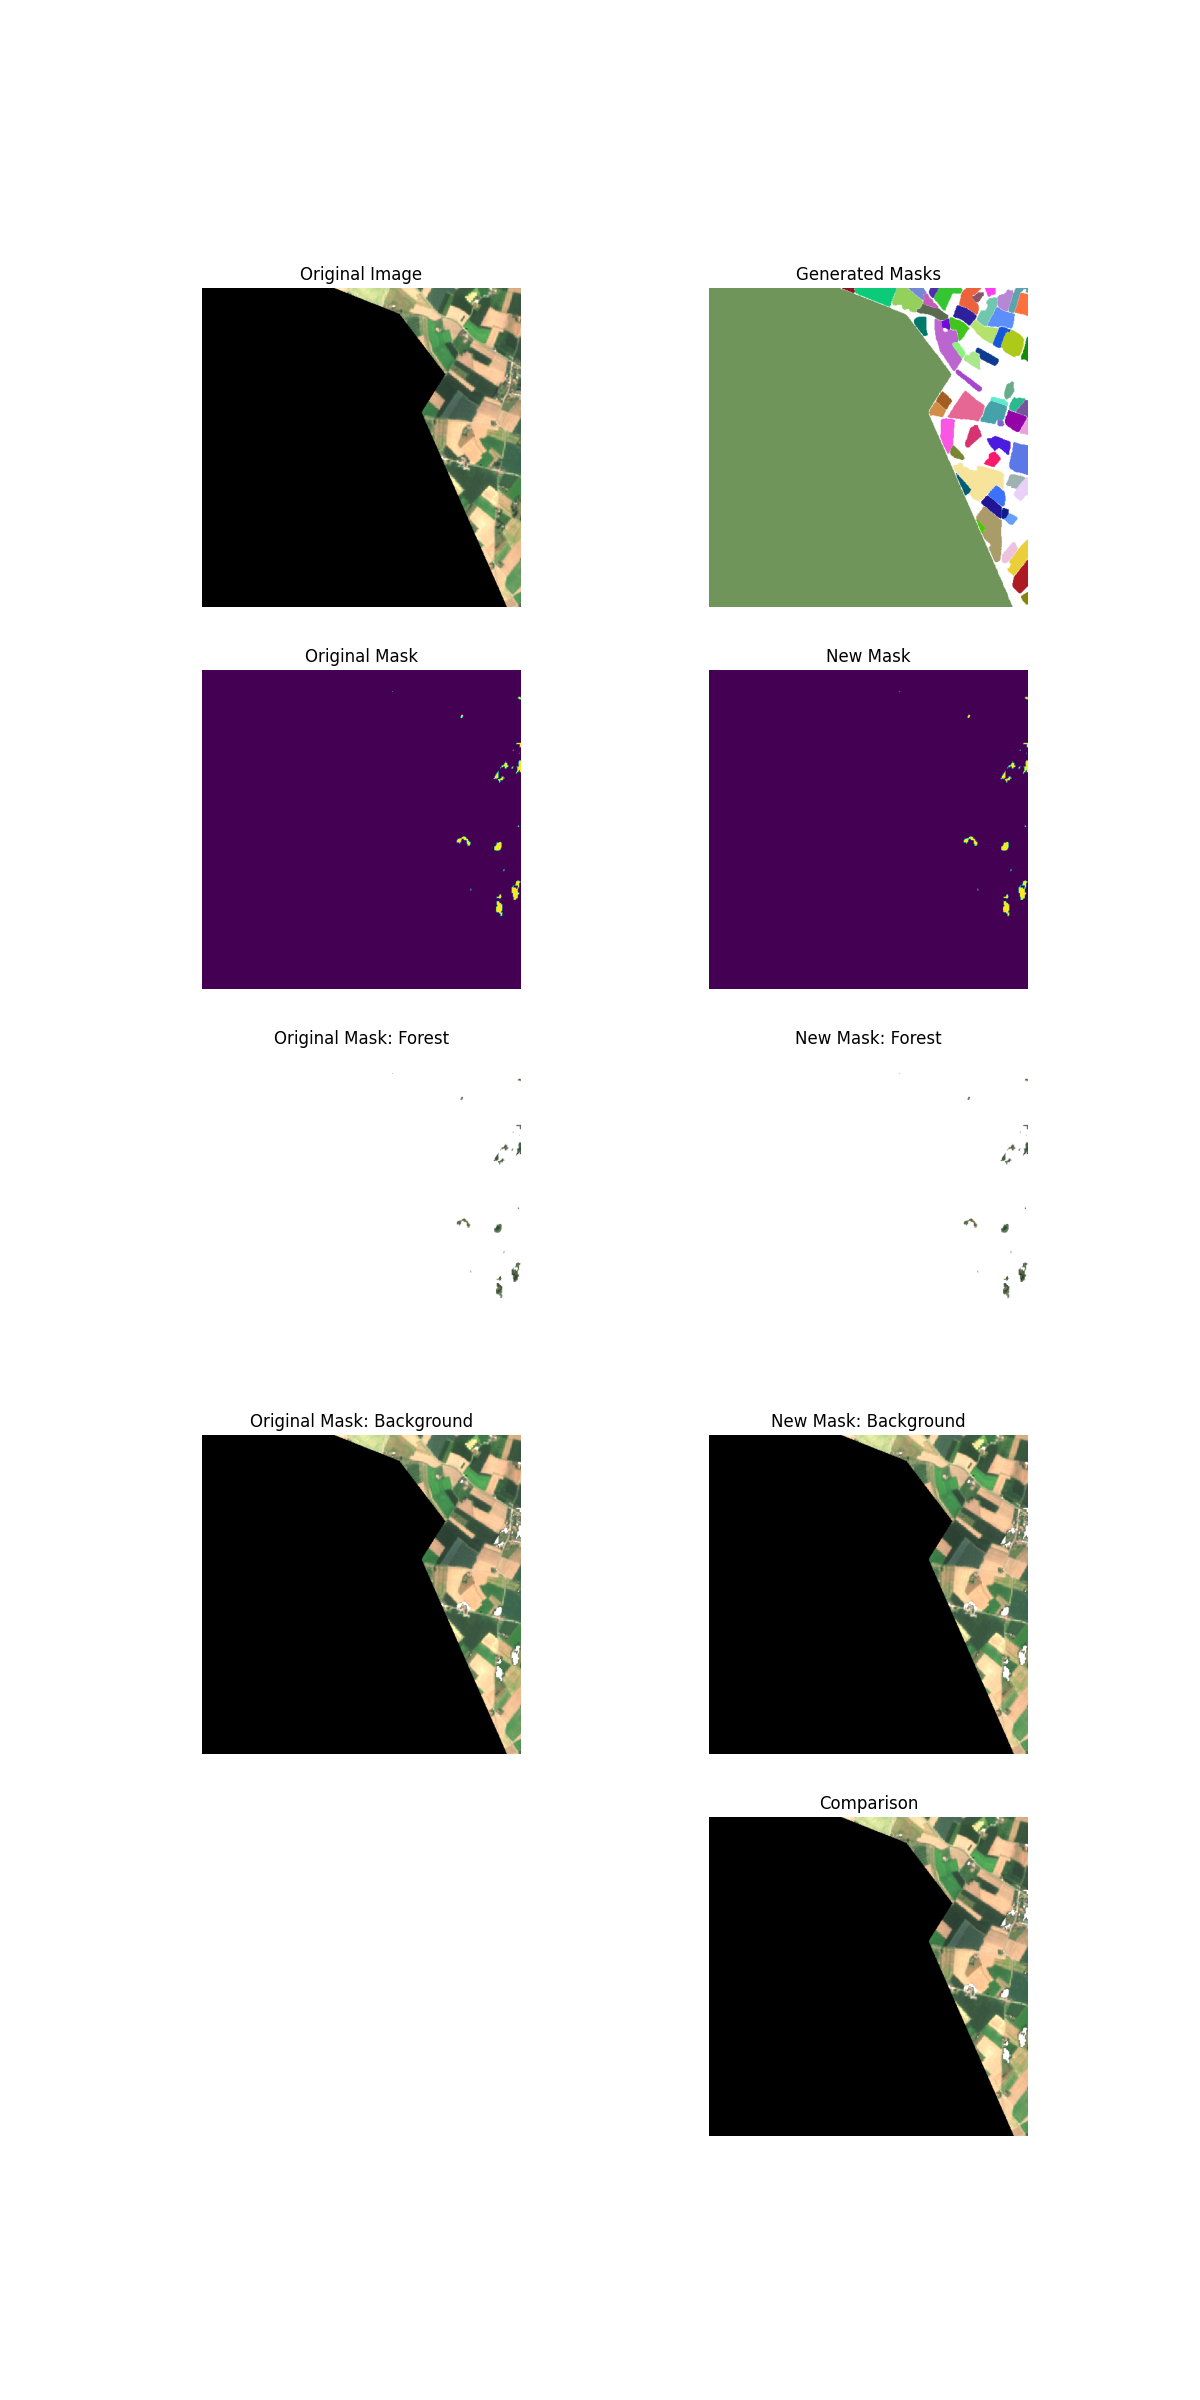 Original Image
Generated Masks
Original Mask
New Mask
Original Mask: Forest
New Mask: Forest
Original Mask: Background
New Mask: Background
Comparison